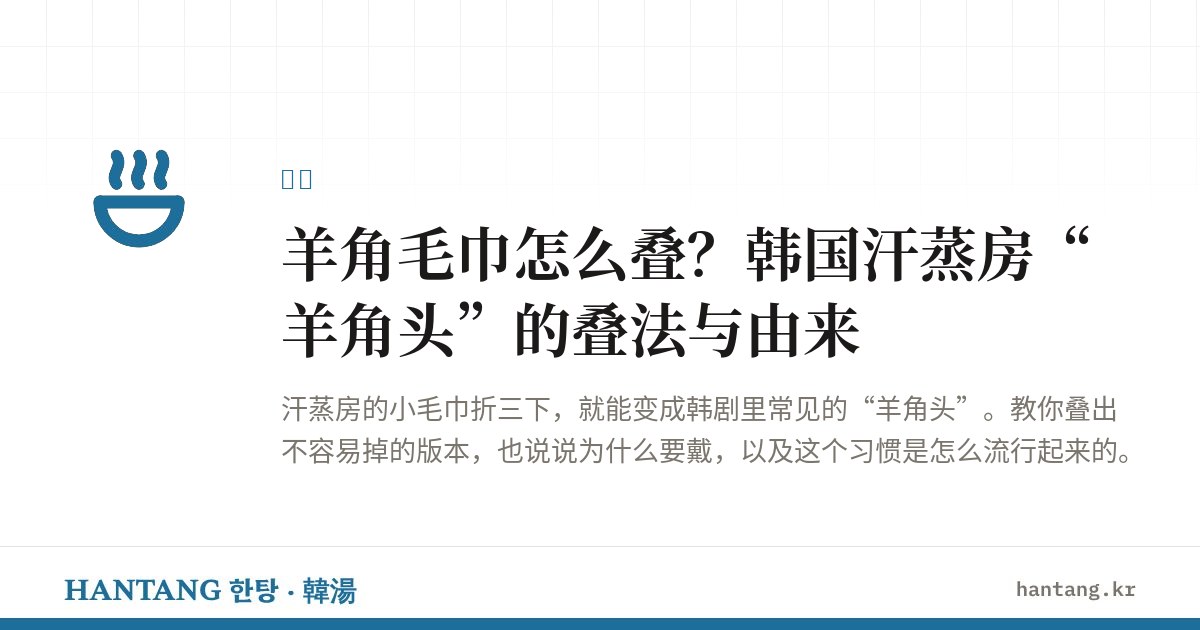 羊角毛巾怎么叠？韩国汗蒸房“
羊角头”的叠法与由来
汗蒸房的小毛巾折三下，就能变成韩剧里常见的“羊角头”。教你叠出
不容易掉的版本，也说说为什么要戴，以及这个习惯是怎么流行起来的。
HANTANG 한탕 · 韓湯
hantang.kr